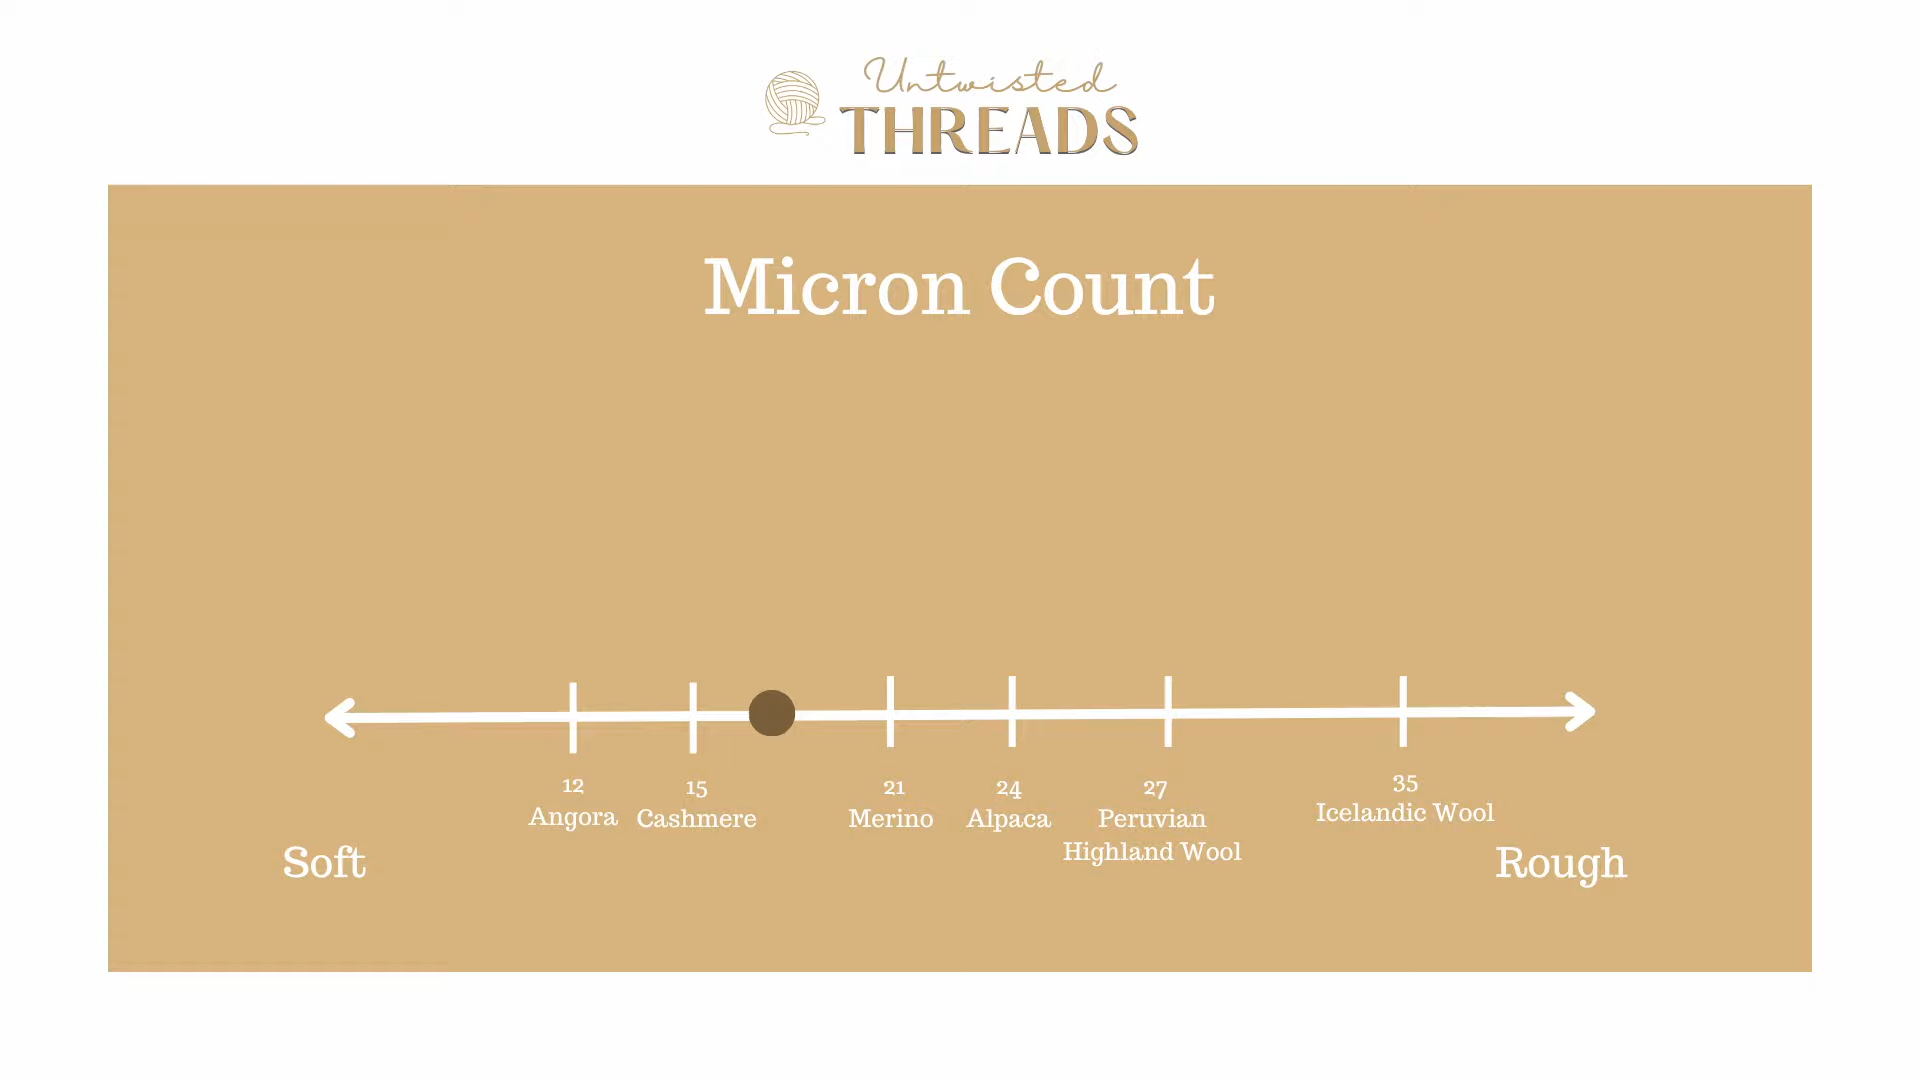 Untwisted
THREADS
Micron Count
12
Angora
15
Cashmere
21
Merino
24
Alpaca
27
Peruvian
Highland Wool
35
Icelandic Wool
Soft
Rough